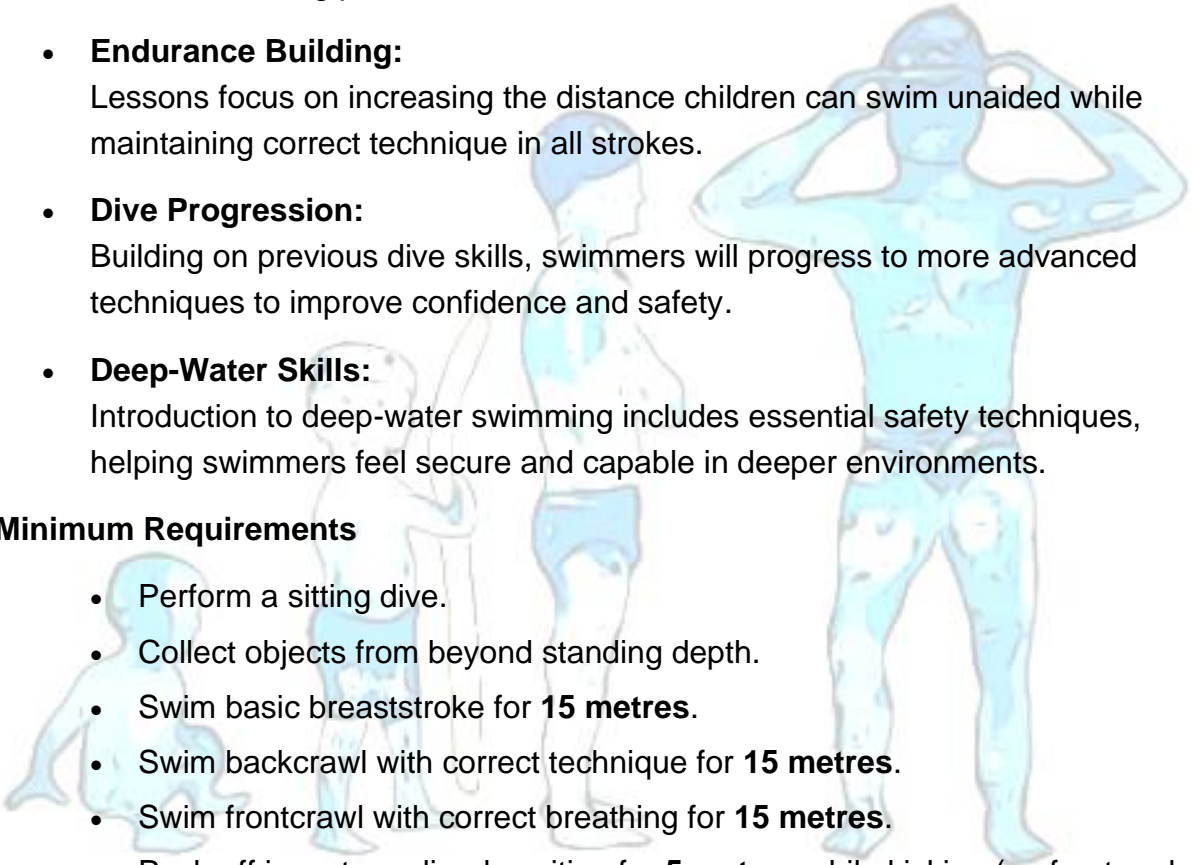 • Endurance Building:
Lessons focus on increasing the distance children can swim unaided while
maintaining correct technique in all strokes.
• Dive Progression:
Building on previous dive skills, swimmers will progress to more advanced
techniques to improve confidence and safety.
• Deep-Water Skills:
Introduction to deep-water swimming includes essential safety techniques,
helping swimmers feel secure and capable in deeper environments.
Minimum Requirements
• Perform a sitting dive.
• Collect objects from beyond standing depth.
• Swim basic breaststroke for 15 metres.
• Swim backcrawl with correct technique for 15 metres.
• Swim frontcrawl with correct breathing for 15 metres.